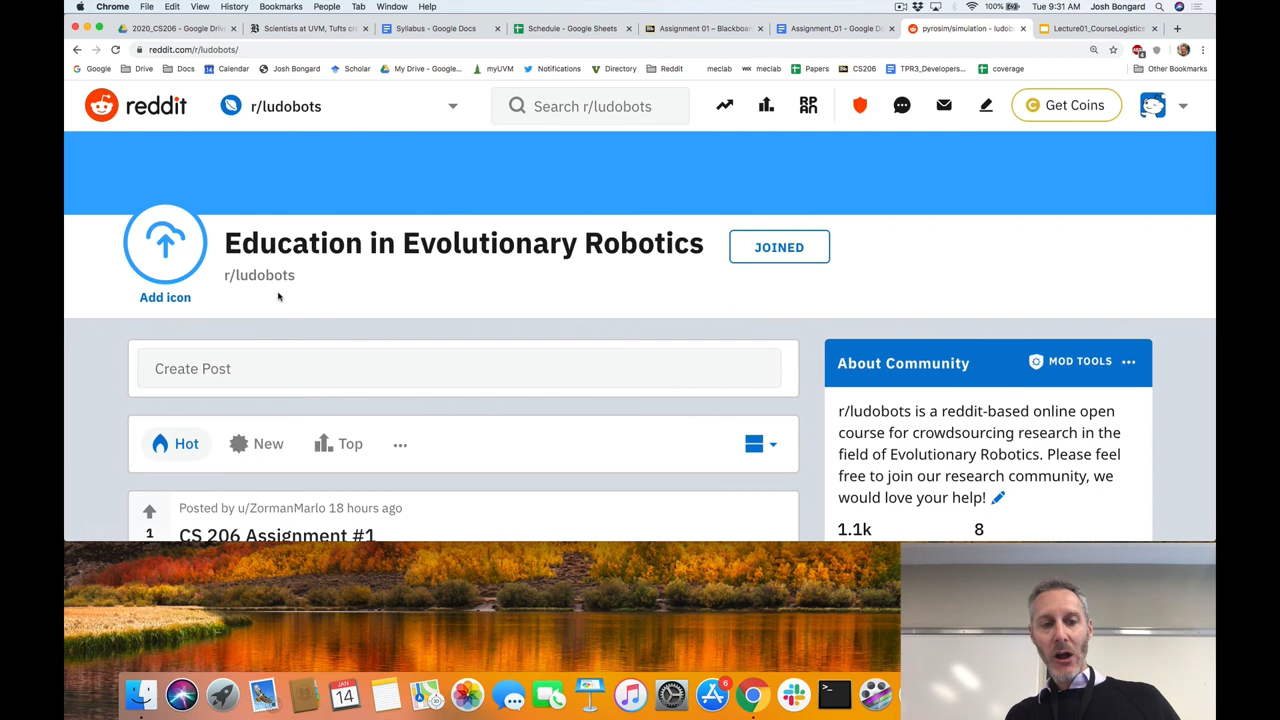 Chrome File Edit View History Bookmarks People Tab Window Help 100% Tue 9:31 AM Josh Bongard
2020_CS206 - Google Driv
Scientists at UVM, Tufts cr
Syllabus - Google Docs
Schedule - Google Sheets
Assignment 01 – Blackboar
Assignment_01 - Google D
pyrosim/simulation - ludob
Lecture01_CourseLogistics
reddit.com/r/ludobots/
Google Drive Docs Calendar Josh Bongard Scholar My Drive - Googl... myUVM Notifications Directory Reddit meclab meclab Papers CS206 TPR3_Developers... coverage Other Bookmarks
reddit r/ludobots Search r/ludobots Get Coins
Education in Evolutionary Robotics JOINED
r/ludobots
Add icon
Create Post
Hot New Top ...
Posted by u/ZormanMarlo 18 hours ago
1 CS 206 Assignment #1
About Community MOD TOOLS ...
r/ludobots is a reddit-based online open
course for crowdsourcing research in the
field of Evolutionary Robotics. Please feel
free to join our research community, we
would love your help!
1.1k 8
JAN
14
6